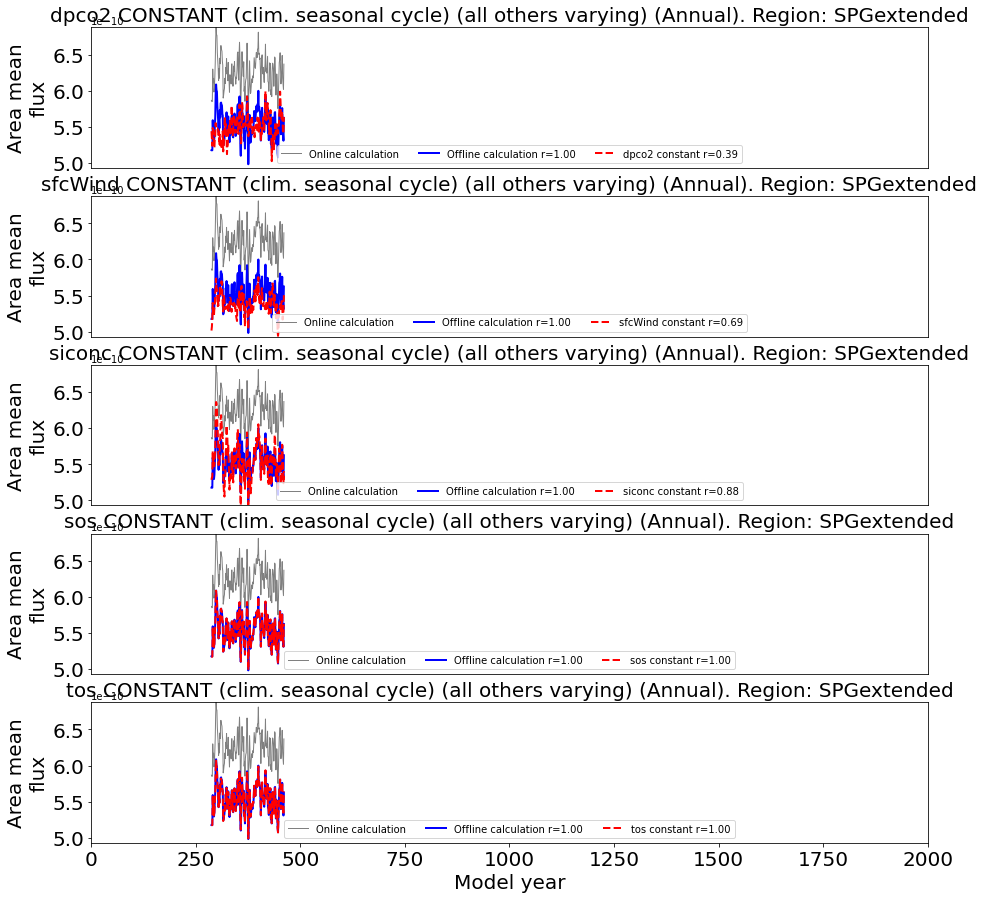 dpco2 CONSTANT (clim. seasonal cycle) (all others varying) (Annual). Region: SPGextended
1e−10
6.5
6.0
5.5
5.0
Area mean
flux
Online calculation
Offline calculation r=1.00
dpco2 constant r=0.39
sfcWind CONSTANT (clim. seasonal cycle) (all others varying) (Annual). Region: SPGextended
1e−10
6.5
6.0
5.5
5.0
Area mean
flux
Online calculation
Offline calculation r=1.00
sfcWind constant r=0.69
siconc CONSTANT (clim. seasonal cycle) (all others varying) (Annual). Region: SPGextended
1e−10
6.5
6.0
5.5
5.0
Area mean
flux
Online calculation
Offline calculation r=1.00
siconc constant r=0.88
sos CONSTANT (clim. seasonal cycle) (all others varying) (Annual). Region: SPGextended
1e−10
6.5
6.0
5.5
5.0
Area mean
flux
Online calculation
Offline calculation r=1.00
sos constant r=1.00
tos CONSTANT (clim. seasonal cycle) (all others varying) (Annual). Region: SPGextended
1e−10
6.5
6.0
5.5
5.0
Area mean
flux
Online calculation
Offline calculation r=1.00
tos constant r=1.00
0 250 500 750 1000 1250 1500 1750 2000
Model year